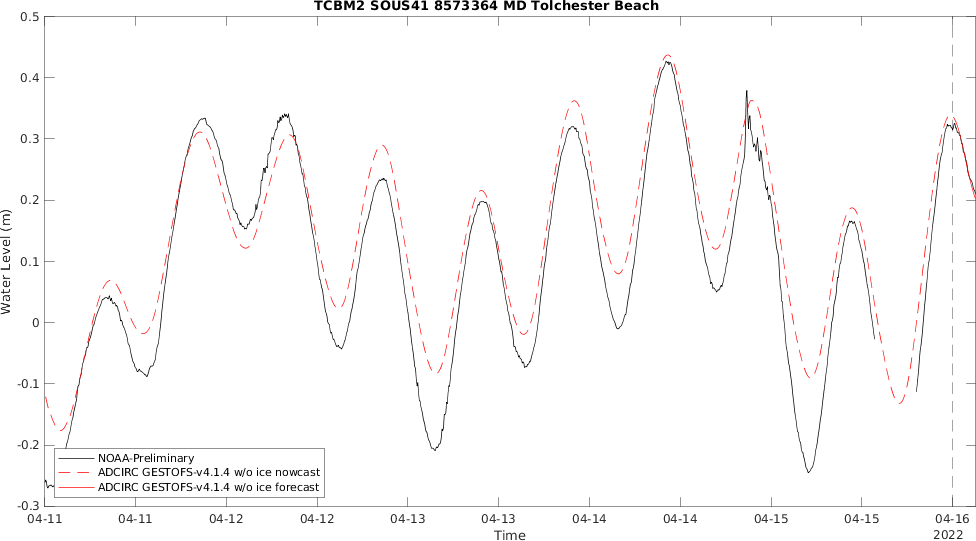 TCBM2 SOUS41 8573364 MD Tolchester Beach
0.5
0.4
0.3
0.2
0.1
0
-0.1
-0.2
-0.3
Water Level (m)
NOAA-Preliminary
ADCIRC GESTOFS-v4.1.4 w/o ice nowcast
ADCIRC GESTOFS-v4.1.4 w/o ice forecast
04-11 04-11 04-12 04-12 04-13 04-13 04-14 04-14 04-15 04-15 04-16
Time
2022